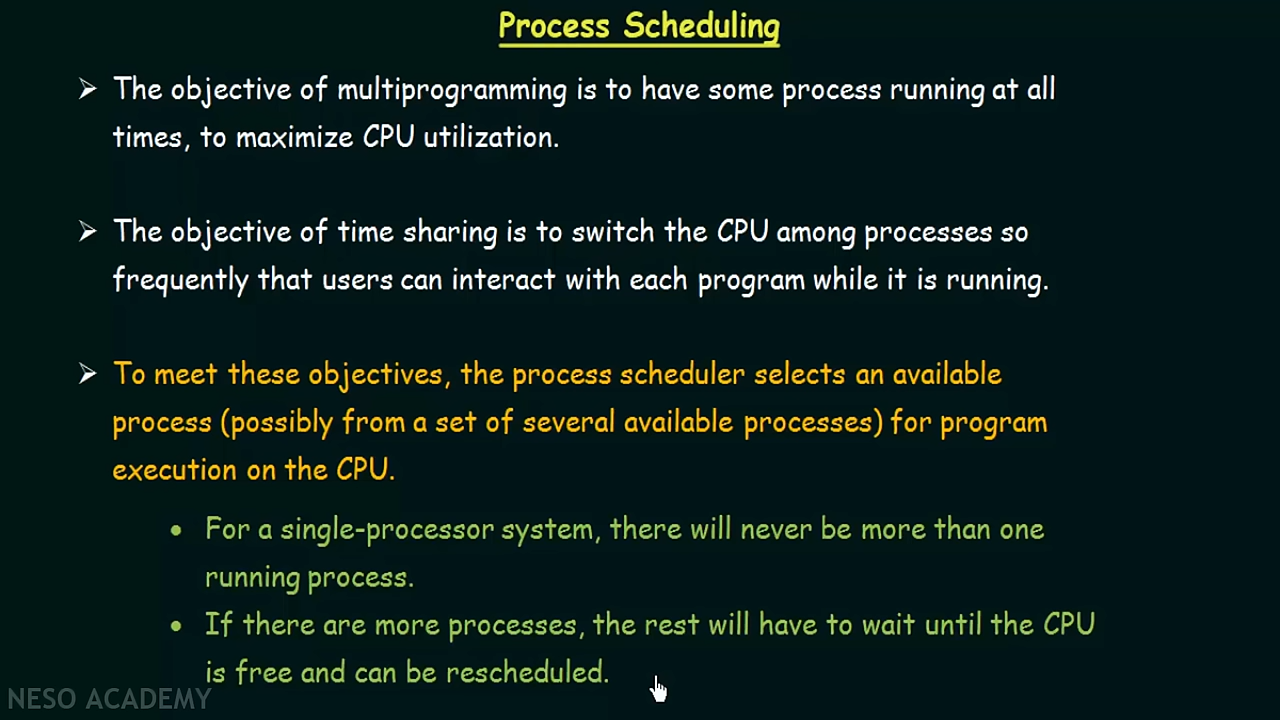 Process Scheduling
➢ The objective of multiprogramming is to have some process running at all
times, to maximize CPU utilization.
➢ The objective of time sharing is to switch the CPU among processes so
frequently that users can interact with each program while it is running.
➢ To meet these objectives, the process scheduler selects an available
process (possibly from a set of several available processes) for program
execution on the CPU.
• For a single-processor system, there will never be more than one
running process.
• If there are more processes, the rest will have to wait until the CPU
is free and can be rescheduled.
NESO ACADEMY